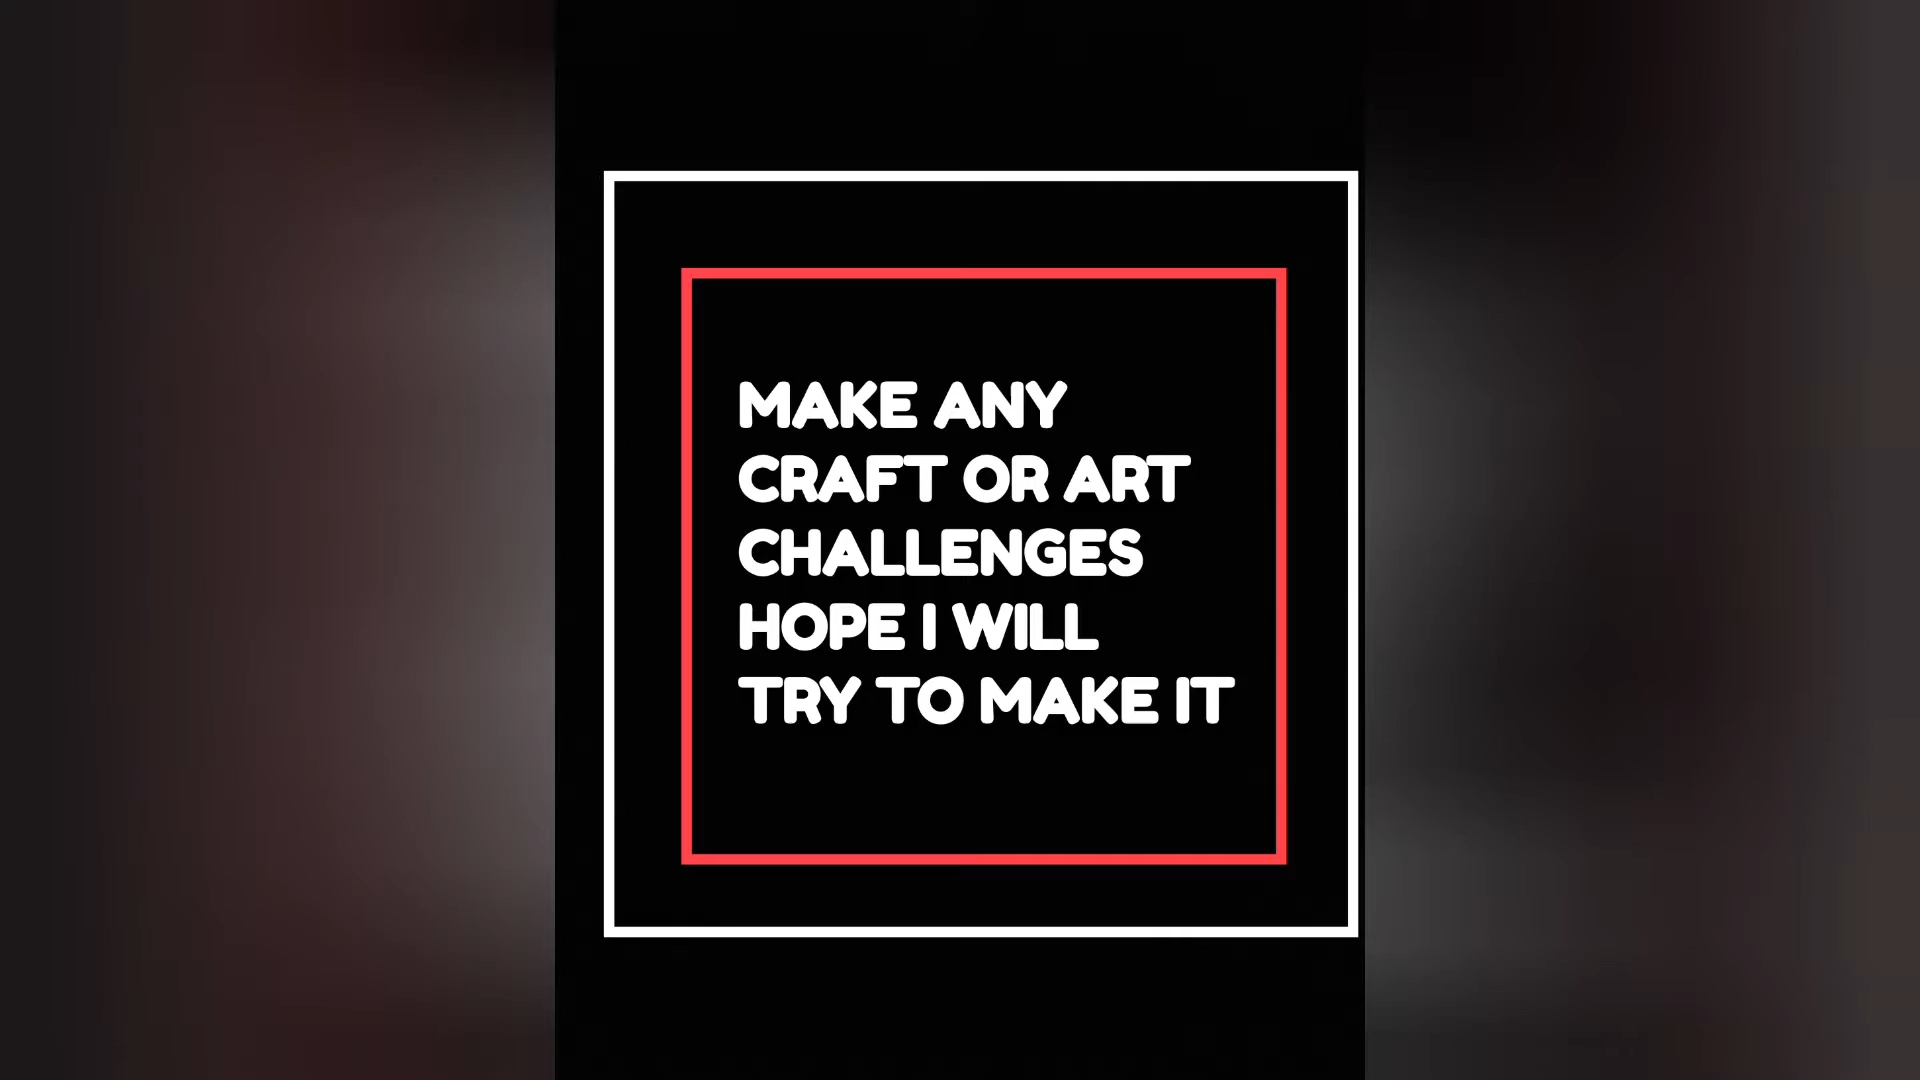 MAKE ANY
CRAFT OR ART
CHALLENGES
HOPE I WILL
TRY TO MAKE IT